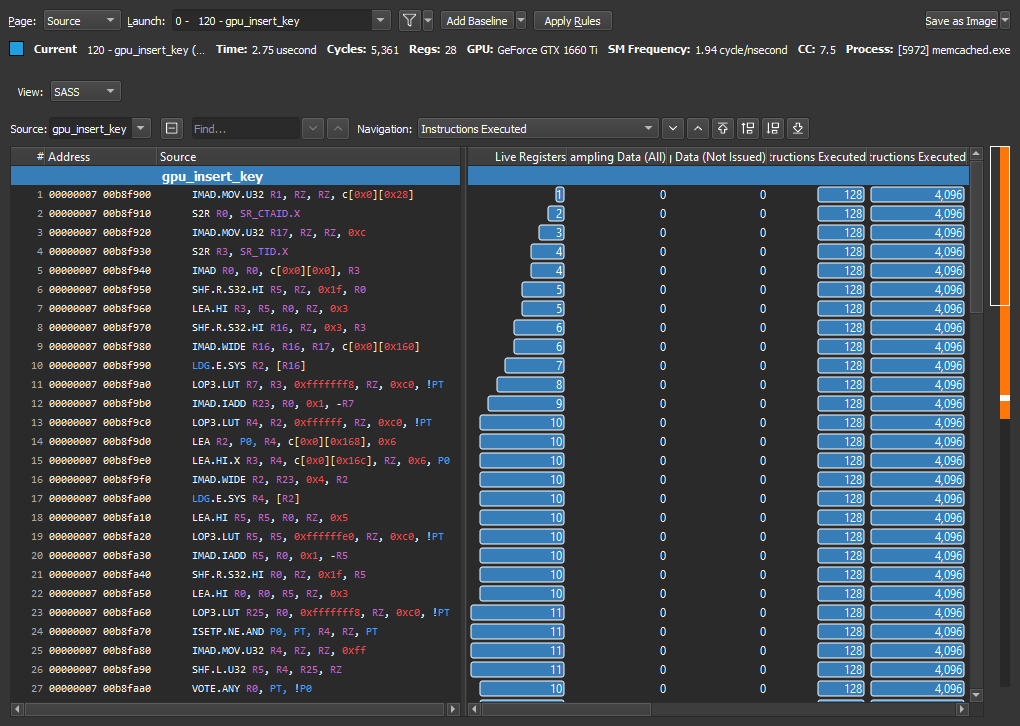 Page: Source Launch: 0 - 120 - gpu_insert_key Add Baseline Apply Rules Save as Image
Current 120 - gpu_insert_key (... Time: 2.75 usecond Cycles: 5,361 Regs: 28 GPU: GeForce GTX 1660 Ti SM Frequency: 1.94 cycle/nsecond CC: 7.5 Process: [5972] memcached.exe
View: SASS
Source: gpu_insert_key Find... Navigation: Instructions Executed
# Address Source Live Registers ampling Data (All) Data (Not Issued) tructions Executed tructions Executed
gpu_insert_key
1 00000007 00b8f900 IMAD.MOV.U32 R1, RZ, RZ, c[0x0][0x28] 1 0 0 128 4,096
2 00000007 00b8f910 S2R R0, SR_CTAID.X 2 0 0 128 4,096
3 00000007 00b8f920 IMAD.MOV.U32 R17, RZ, RZ, 0xc 3 0 0 128 4,096
4 00000007 00b8f930 S2R R3, SR_TID.X 4 0 0 128 4,096
5 00000007 00b8f940 IMAD R0, R0, c[0x0][0x0], R3 4 0 0 128 4,096
6 00000007 00b8f950 SHF.R.S32.HI R5, RZ, 0x1f, R0 5 0 0 128 4,096
7 00000007 00b8f960 LEA.HI R3, R5, R0, RZ, 0x3 5 0 0 128 4,096
8 00000007 00b8f970 SHF.R.S32.HI R16, RZ, 0x3, R3 6 0 0 128 4,096
9 00000007 00b8f980 IMAD.WIDE R16, R16, R17, c[0x0][0x160] 6 0 0 128 4,096
10 00000007 00b8f990 LDG.E.SYS R2, [R16] 7 0 0 128 4,096
11 00000007 00b8f9a0 LOP3.LUT R7, R3, 0xfffffff8, RZ, 0xc0, !PT 8 0 0 128 4,096
12 00000007 00b8f9b0 IMAD.IADD R23, R0, 0x1, -R7 9 0 0 128 4,096
13 00000007 00b8f9c0 LOP3.LUT R4, R2, 0xffffff, RZ, 0xc0, !PT 10 0 0 128 4,096
14 00000007 00b8f9d0 LEA R2, P0, R4, c[0x0][0x168], 0x6 10 0 0 128 4,096
15 00000007 00b8f9e0 LEA.HI.X R3, R4, c[0x0][0x16c], RZ, 0x6, P0 10 0 0 128 4,096
16 00000007 00b8f9f0 IMAD.WIDE R2, R23, 0x4, R2 10 0 0 128 4,096
17 00000007 00b8fa00 LDG.E.SYS R4, [R2] 10 0 0 128 4,096
18 00000007 00b8fa10 LEA.HI R5, R5, R0, RZ, 0x5 10 0 0 128 4,096
19 00000007 00b8fa20 LOP3.LUT R5, R5, 0xffffffe0, RZ, 0xc0, !PT 10 0 0 128 4,096
20 00000007 00b8fa30 IMAD.IADD R5, R0, 0x1, -R5 10 0 0 128 4,096
21 00000007 00b8fa40 SHF.R.S32.HI R0, RZ, 0x1f, R5 10 0 0 128 4,096
22 00000007 00b8fa50 LEA.HI R0, R0, R5, RZ, 0x3 10 0 0 128 4,096
23 00000007 00b8fa60 LOP3.LUT R25, R0, 0xfffffff8, RZ, 0xc0, !PT 11 0 0 128 4,096
24 00000007 00b8fa70 ISETP.NE.AND P0, PT, R4, RZ, PT 11 0 0 128 4,096
25 00000007 00b8fa80 IMAD.MOV.U32 R4, RZ, RZ, 0xff 11 0 0 128 4,096
26 00000007 00b8fa90 SHF.L.U32 R5, R4, R25, RZ 11 0 0 128 4,096
27 00000007 00b8faa0 VOTE.ANY R0, PT, !P0 10 0 0 128 4,096